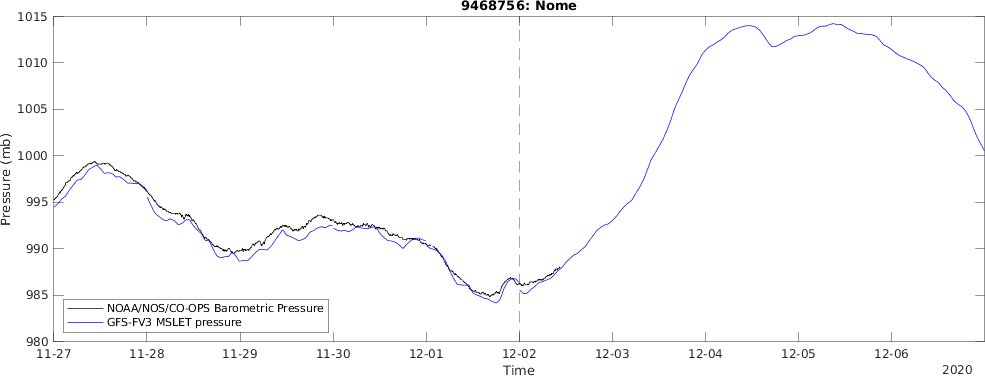 9468756: Nome
1015
1010
1005
1000
995
990
985
980
Pressure (mb)
NOAA/NOS/CO-OPS Barometric Pressure
GFS-FV3 MSLET pressure
11-27 11-28 11-29 11-30 12-01 12-02 12-03 12-04 12-05 12-06
Time
2020